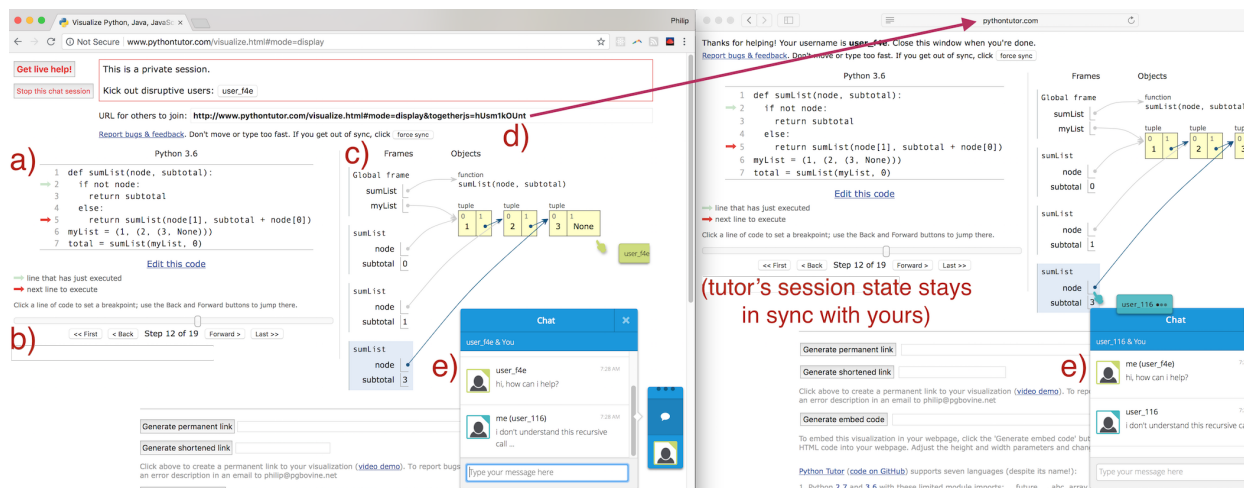 Visualize Python, Java, JavaSc
Philip
Not Secure | www.pythontutor.com/visualize.html#mode=display
Get live help!
This is a private session.
Stop this chat session
Kick out disruptive users: user_f4e
URL for others to join: http://www.pythontutor.com/visualize.html#mode=display&togetherjs=hUsm1kOUnt
Report bugs & feedback. Don't move or type too fast. If you get out of sync, click force sync
d)
a)
Python 3.6
1 def sumList(node, subtotal):
2 if not node:
3 return subtotal
4 else:
5 return sumList(node[1], subtotal + node[0])
6 myList = (1, (2, (3, None)))
7 total = sumList(myList, 0)
Edit this code
line that has just executed
next line to execute
Click a line of code to set a breakpoint; use the Back and Forward buttons to jump there.
b)
<< First < Back Step 12 of 19 Forward > Last >>
c)
Frames Objects
Global frame
sumList
myList
function
sumList(node, subtotal)
tuple
0 1
1
tuple
0 1
2
tuple
0 1
3 None
user_f4e
sumList
node
subtotal 0
sumList
node
subtotal 1
sumList
node
subtotal 3
e)
Chat
user_f4e & You
user_f4e 7:28 AM
hi, how can i help?
me (user_116) 7:28 AM
i don't understand this recursive
call ...
Type your message here
Generate permanent link
Generate shortened link
Click above to create a permanent link to your visualization (video demo). To report bugs
an error description in an email to philip@pgbovine.net
pythontutor.com
Thanks for helping! Your username is user_f4e. Close this window when you're done.
Report bugs & feedback. Don't move or type too fast. If you get out of sync, click force sync
Python 3.6
1 def sumList(node, subtotal):
2 if not node:
3 return subtotal
4 else:
5 return sumList(node[1], subtotal + node[0])
6 myList = (1, (2, (3, None)))
7 total = sumList(myList, 0)
Edit this code
line that has just executed
next line to execute
Click a line of code to set a breakpoint; use the Back and Forward buttons to jump there.
<< First < Back Step 12 of 19 Forward > Last >>
(tutor's session state stays
in sync with yours)
Frames Objects
Global frame
sumList
myList
function
sumList(node, subtotal
tuple
0 1
1
tuple
0 1
2
tup
0
3
sumList
node
subtotal 0
sumList
node
subtotal 1
sumList
node
subtotal 3
user_116
e)
Chat
user_116 & You
me (user_f4e)
hi, how can i help?
user_116
i don't understand this recursive ca
Type your message here
Generate permanent link
Generate shortened link
Click above to create a permanent link to your visualization (video demo). To rep
an error description in an email to philip@pgbovine.net
Generate embed code
To embed this visualization in your webpage, click the 'Generate embed code' but
HTML code into your webpage. Adjust the height and width parameters and chan
Python Tutor (code on GitHub) supports seven languages (despite its name!):
1. Python 2.7 and 3.6 with these limited module imports: